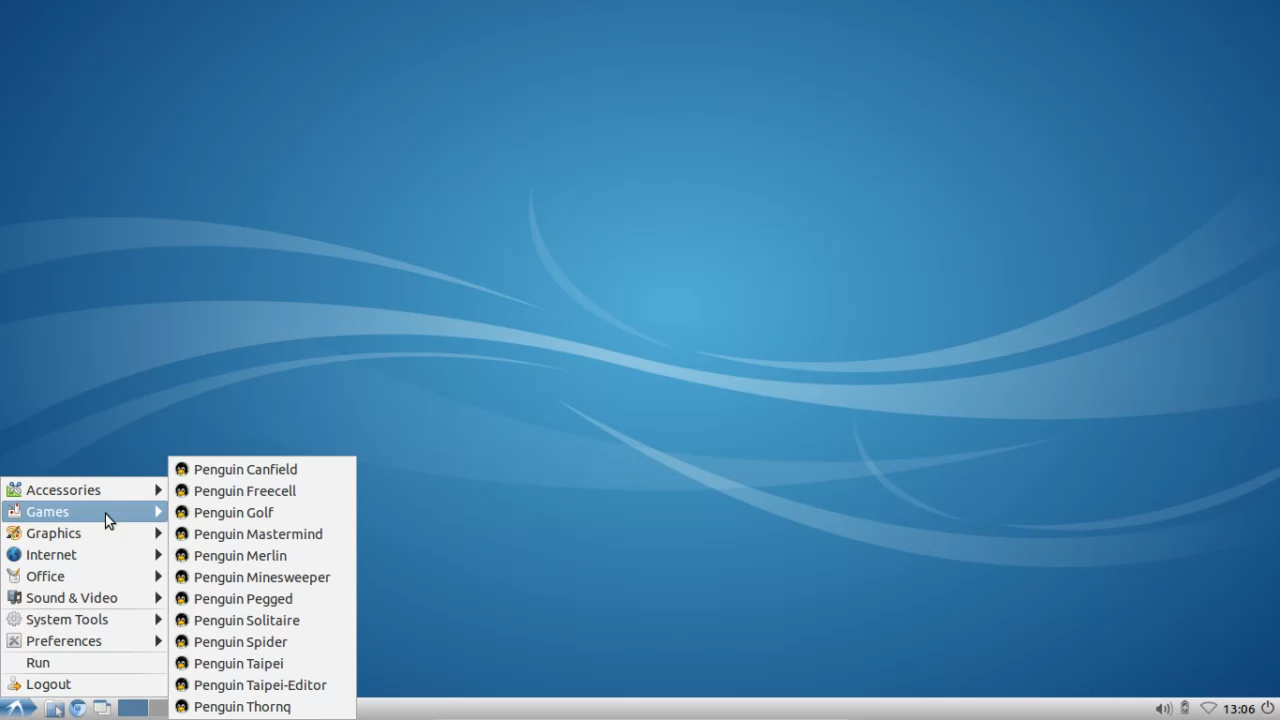 Accessories
Games
Graphics
Internet
Office
Sound & Video
System Tools
Preferences
Run
Logout
Penguin Canfield
Penguin Freecell
Penguin Golf
Penguin Mastermind
Penguin Merlin
Penguin Minesweeper
Penguin Pegged
Penguin Solitaire
Penguin Spider
Penguin Taipei
Penguin Taipei-Editor
Penguin Thornq
13:06